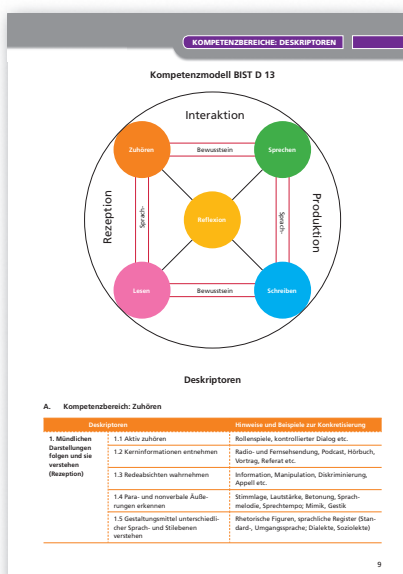 KOMPETENZBEREICHE: DESKRIPTOREN
Kompetenzmodell BIST D 13
Interaktion
Zuhören
Bewusstsein
Sprechen
Rezeption
Sprach-
Reflexion
Sprach-
Produktion
Lesen
Bewusstsein
Schreiben
Deskriptoren
A. Kompetenzbereich: Zuhören
Deskriptoren
Hinweise und Beispiele zur Konkretisierung
1. Mündlichen
Darstellungen
folgen und sie
verstehen
(Rezeption)
1.1 Aktiv zuhören
Rollenspiele, kontrollierter Dialog etc.
1.2 Kerninformationen entnehmen
Radio- und Fernsehsendung, Podcast, Hörbuch,
Vortrag, Referat etc.
1.3 Redeabsichten wahrnehmen
Information, Manipulation, Diskriminierung,
Appell etc.
1.4 Para- und nonverbale Äuße-
rungen erkennen
Stimmlage, Lautstärke, Betonung, Sprach-
melodie, Sprechtempo; Mimik, Gestik
1.5 Gestaltungsmittel unterschiedli-
cher Sprach- und Stilebenen
verstehen
Rhetorische Figuren, sprachliche Register (Stan-
dard-, Umgangssprache; Dialekte, Soziolekte)
9